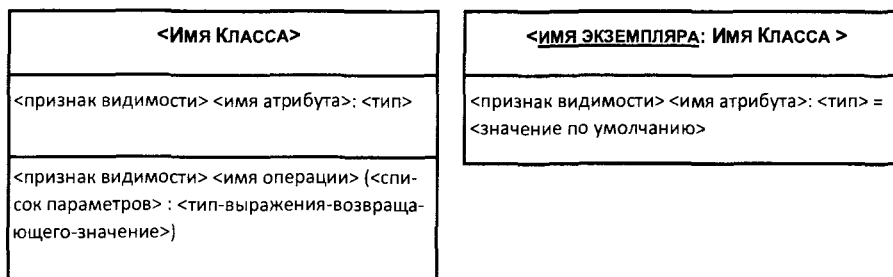 <Имя Класса>
<признак видимости> <имя атрибута>: <тип>
<признак видимости> <имя операции> (<спи-
сок параметров> : <тип-выражения-возвраща-
ющего-значение>)
<имя экземпляра: Имя Класса >
<признак видимости> <имя атрибута>: <тип> =
<значение по умолчанию>